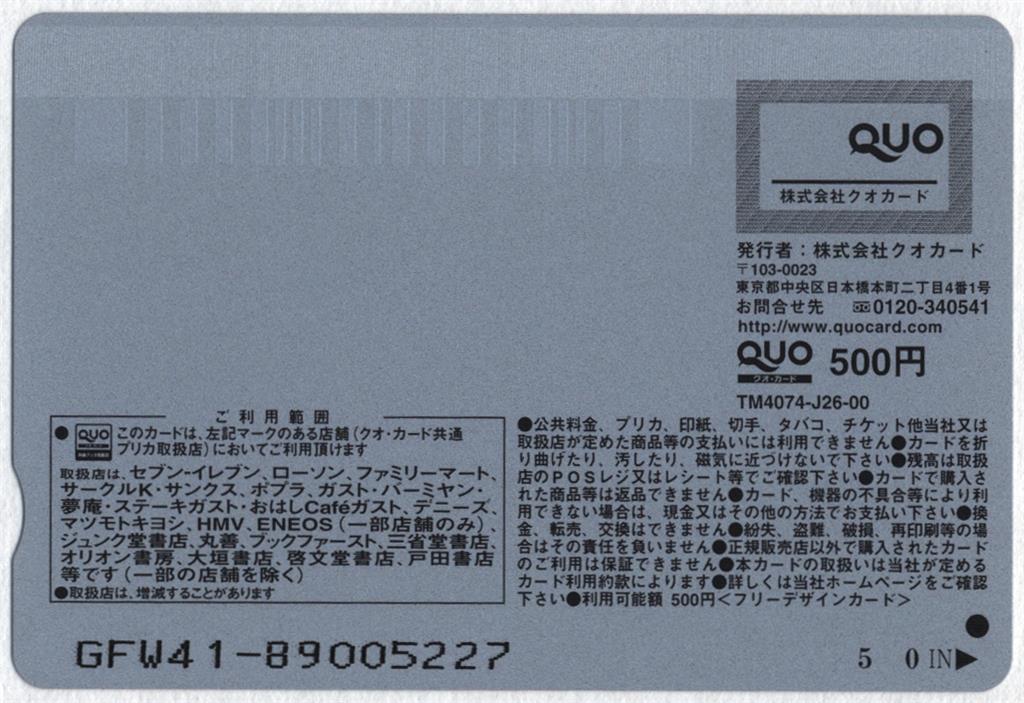 QUO
株式会社クオカード
発行者：株式会社クオカード
〒103-0023
東京都中央区日本橋本町二丁目4番1号
お問合せ先 0120-340541
http://www.quocard.com
QUO 500円
クオ・カード
TM4074-J26-00
ご利用範囲
●QUO このカードは、左記マークのある店舗（クオ・カード共通
プリカ取扱店）においてご利用頂けます
取扱店は、セブン-イレブン、ローソン、ファミリーマート、
サークルK・サンクス、ポプラ、ガスト・バーミヤン・
夢庵・ステーキガスト・おはしCaféガスト、デニーズ、
マツモトキヨシ、HMV、ENEOS（一部店舗のみ）、
ジュンク堂書店、丸善、ブックファースト、三省堂書店、
オリオン書房、大垣書店、啓文堂書店、戸田書店
等です（一部の店舗を除く）
●取扱店は、増減することがあります
●公共料金、プリカ、印紙、切手、タバコ、チケット他当社又は
取扱店が定めた商品等の支払いには利用できません●カードを折
り曲げたり、汚したり、磁気に近づけないで下さい●残高は取扱
店のPOSレジ又はレシート等でご確認下さい●カードで購入さ
れた商品等は返品できません●カード、機器の不具合等により利
用できない場合は、現金又はその他の方法でお支払い下さい●換
金、転売、交換はできません●紛失、盗難、破損、再印刷等の場
合はその責任を負いません●正規販売店以外で購入されたカード
のご利用は保証できません●本カードの取扱いは当社が定める
カード利用約款によります●詳しくは当社ホームページをご確認
下さい●利用可能額 500円＜フリーデザインカード＞
GFW41-89005227
5 0 IN▶